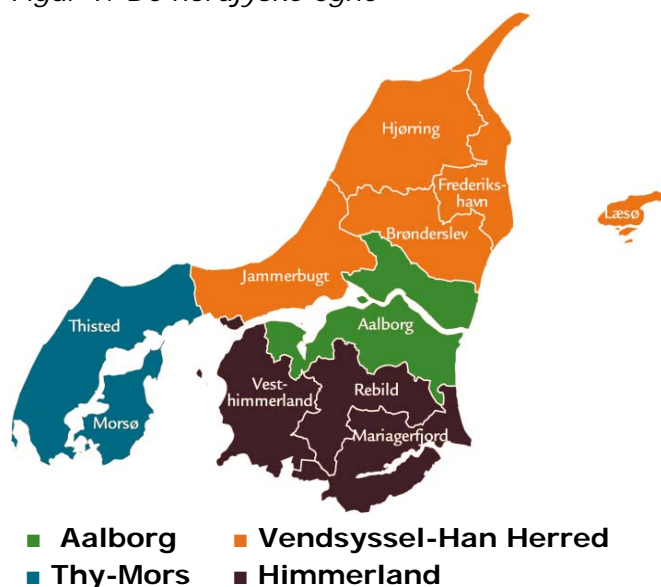 Hjørring
Frederiks-
havn
Læsø
Brønderslev
Jammerbugt
Thisted
Aalborg
Vest-
himmerland
Rebild
Morsø
Mariagerfjord
Aalborg
Vendsyssel-Han Herred
Thy-Mors
Himmerland